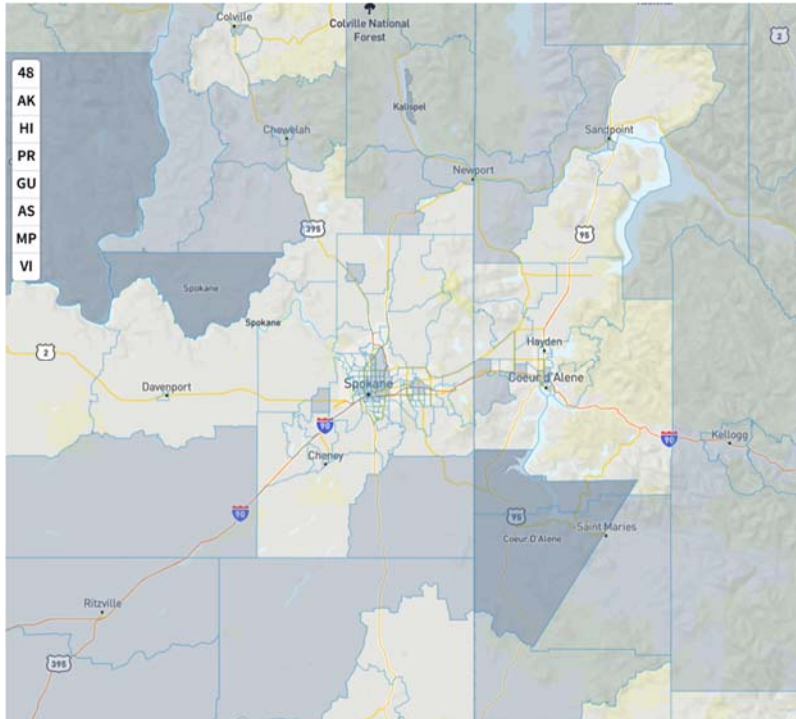 Colville
Colville National
Forest
2
48
AK
HI
PR
GU
AS
MP
VI
Kalispel
Chewelah
Sandpoint
Newport
395
95
Spokane
Spokane
2
Hayden
Davenport
Spokane
Coeur d'Alene
90
90
Kellogg
Cheney
90
95
Saint Maries
Coeur D'Alene
Ritzville
395